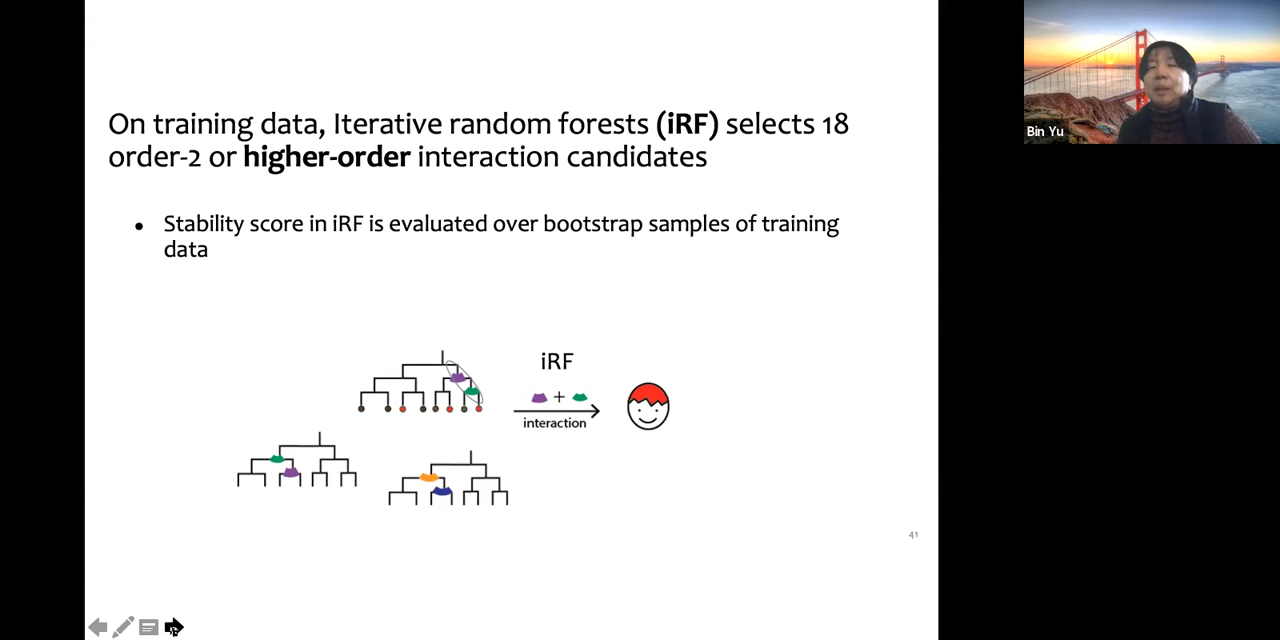 On training data, Iterative random forests (iRF) selects 18
order-2 or higher-order interaction candidates
• Stability score in iRF is evaluated over bootstrap samples of training
data
iRF
+
interaction
41
Bin Yu